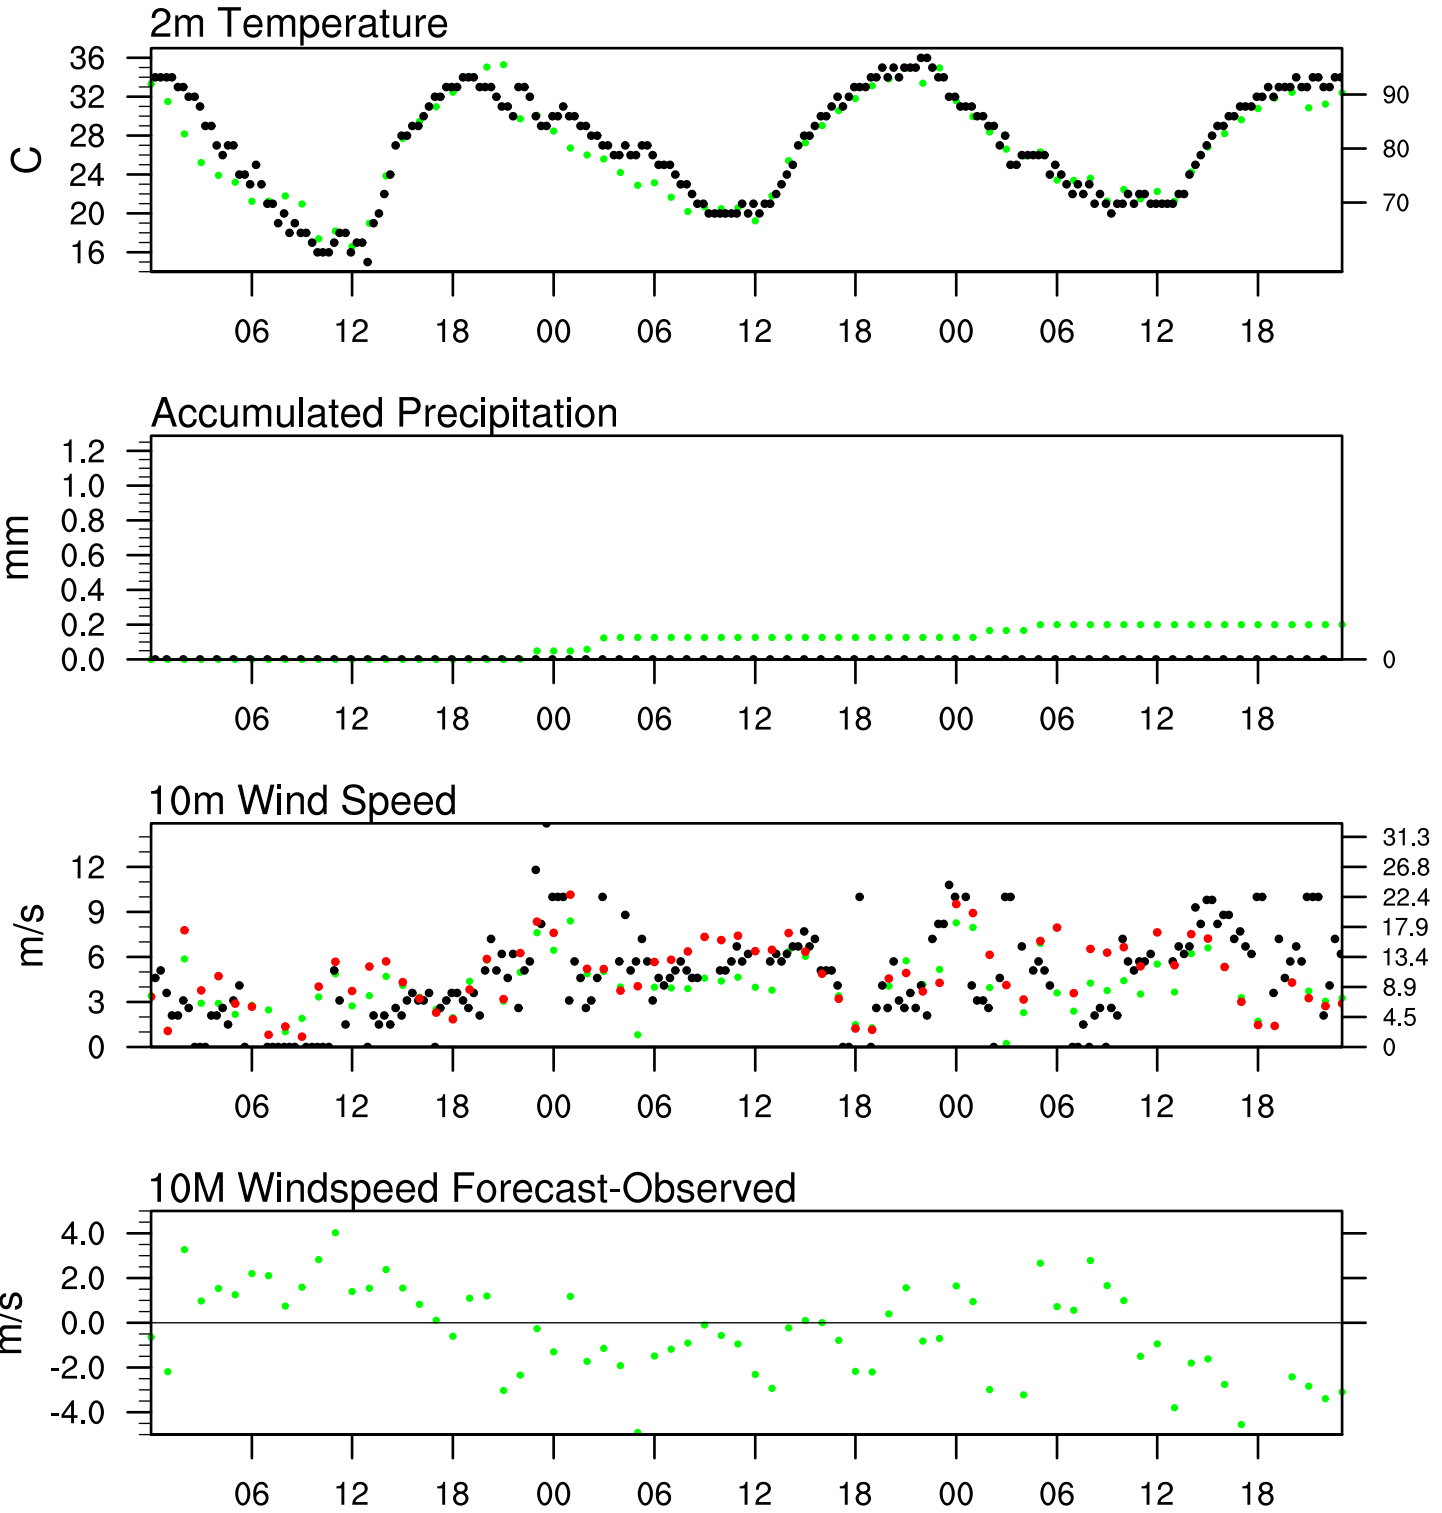 2m Temperature
36
32
28
24
20
16
C
90
80
70
06 12 18 00 06 12 18 00 06 12 18
Accumulated Precipitation
1.2
1.0
0.8
0.6
0.4
0.2
0.0
mm
0
06 12 18 00 06 12 18 00 06 12 18
10m Wind Speed
12
9
6
3
0
m/s
31.3
26.8
22.4
17.9
13.4
8.9
4.5
0
06 12 18 00 06 12 18 00 06 12 18
10M Windspeed Forecast-Observed
4.0
2.0
0.0
-2.0
-4.0
m/s
06 12 18 00 06 12 18 00 06 12 18